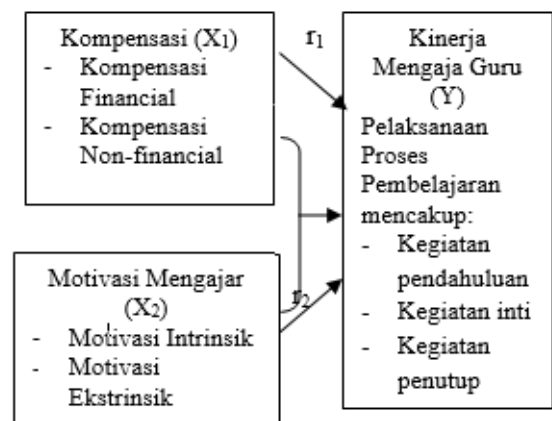 Kompensasi (X₁)
- Kompensasi
Financial
- Kompensasi
Non-financial
r₁
Kinerja
Mengaja Guru
(Y)
Pelaksanaan
Proses
Pembelajaran
mencakup:
- Kegiatan
pendahuluan
- Kegiatan inti
- Kegiatan
penutup
Motivasi Mengajar
(X₂)
- Motivasi Intrinsik
- Motivasi
Ekstrinsik
r₂